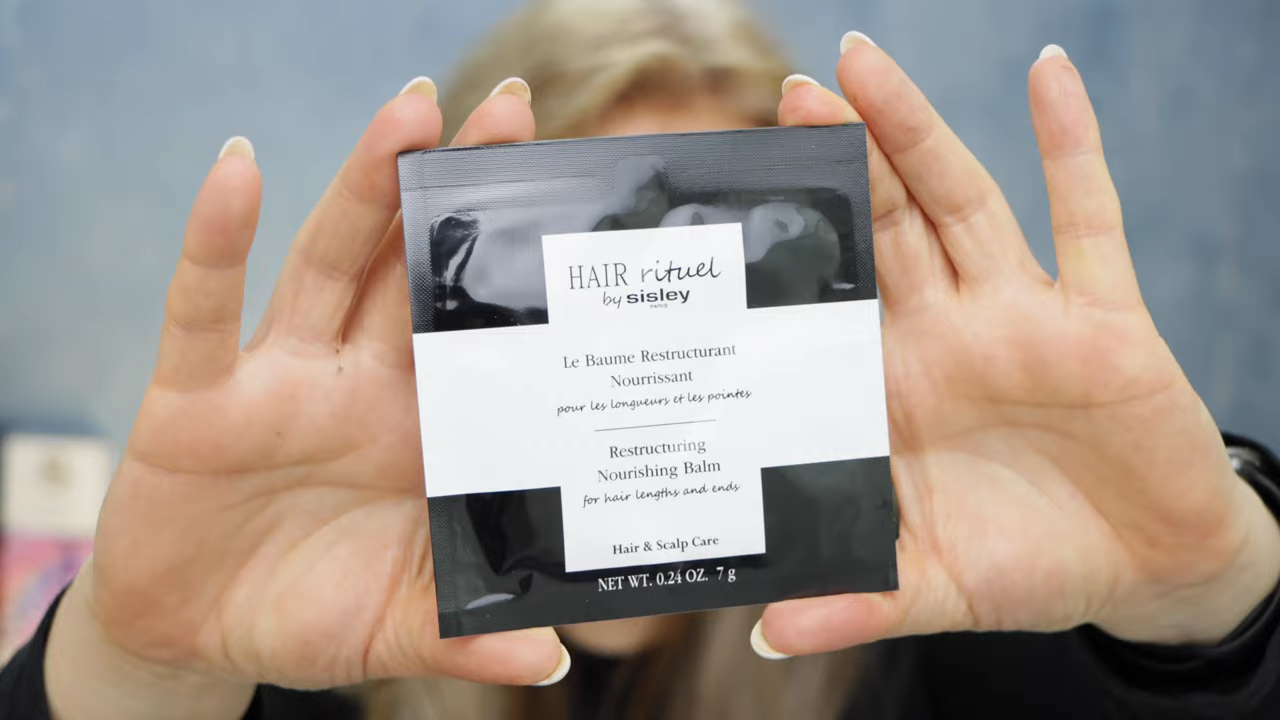 HAIR rituel
by sisley
PARIS
Le Baume Restructurant
Nourrissant
pour les longueurs et les pointes
Restructuring
Nourishing Balm
for hair lengths and ends
Hair & Scalp Care
NET WT. 0.24 OZ. 7 g